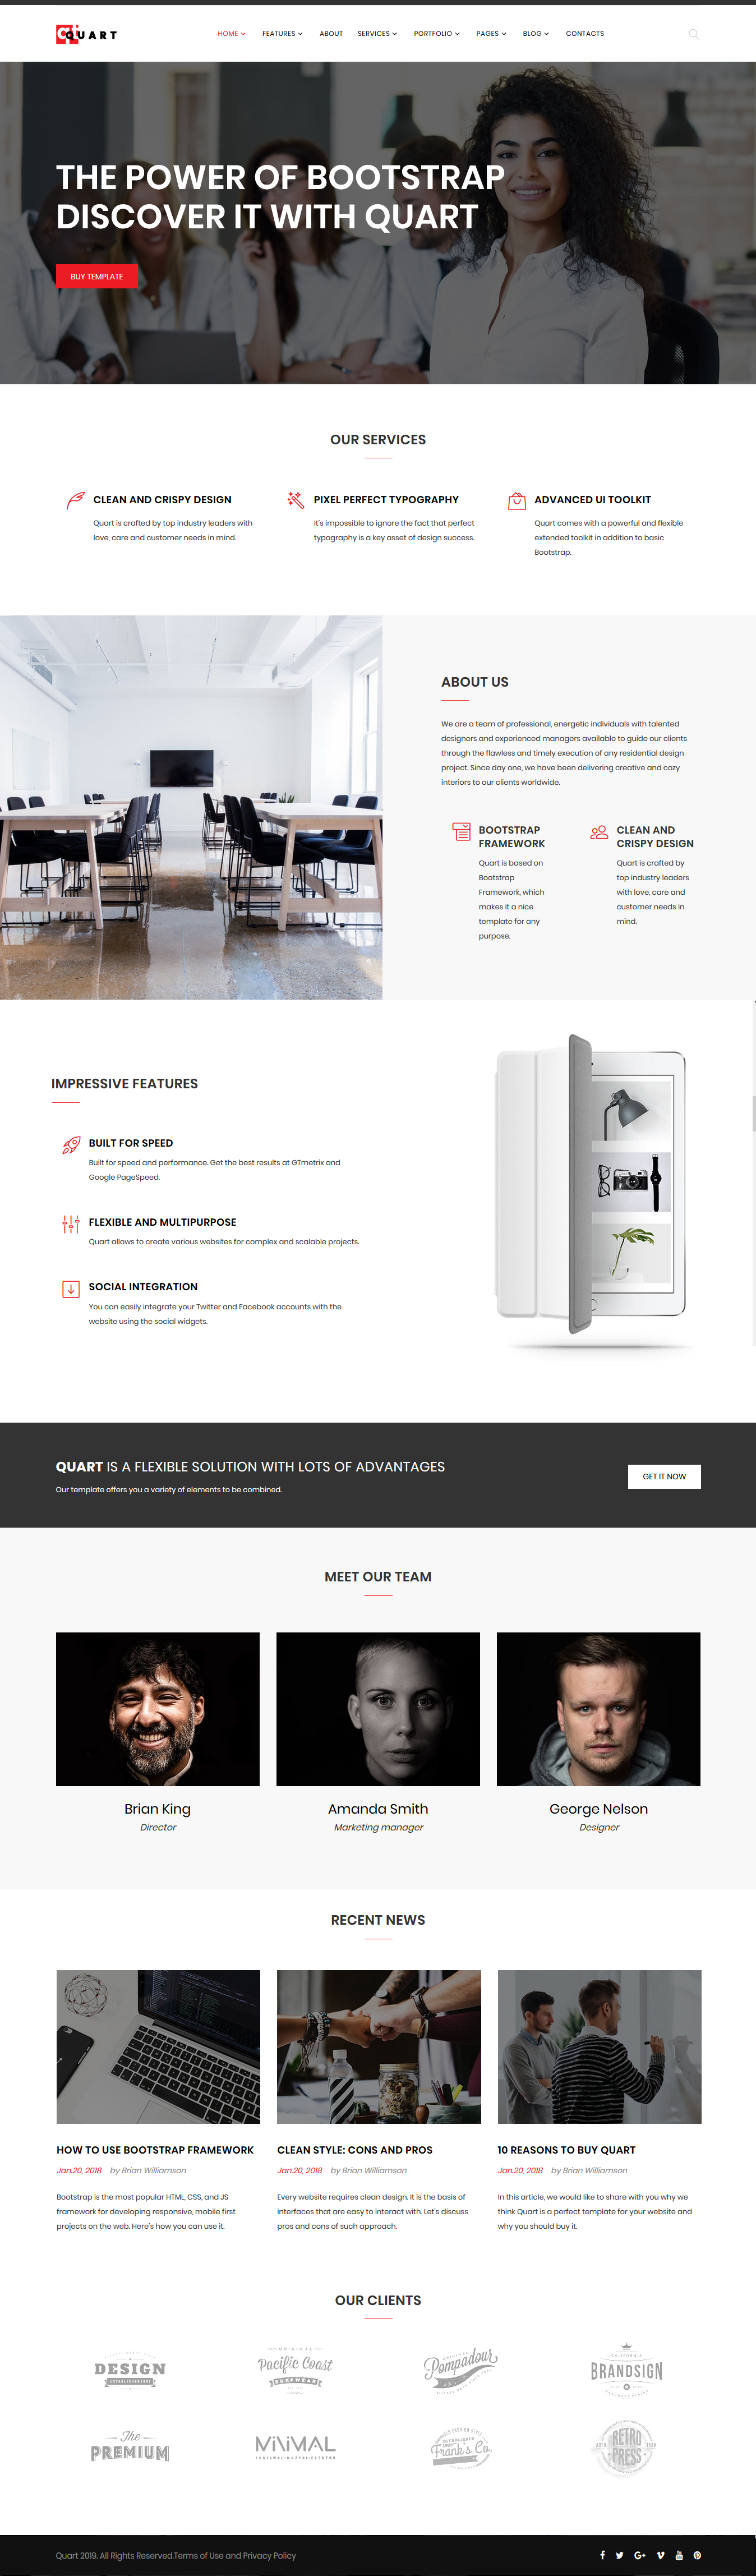 QUART
HOME
FEATURES
ABOUT
SERVICES
PORTFOLIO
PAGES
BLOG
CONTACTS
THE POWER OF BOOTSTRAP
DISCOVER IT WITH QUART
BUY TEMPLATE
OUR SERVICES
CLEAN AND CRISPY DESIGN
Quart is crafted by top industry leaders with
love, care and customer needs in mind.
PIXEL PERFECT TYPOGRAPHY
It's impossible to ignore the fact that perfect
typography is a key asset of design success.
ADVANCED UI TOOLKIT
Quart comes with a powerful and flexible
extended toolkit in addition to basic
Bootstrap.
ABOUT US
We are a team of professional, energetic individuals with talented
designers and experienced managers available to guide our clients
through the flawless and timely execution of any residential design
project. Since day one, we have been delivering creative and cozy
interiors to our clients worldwide.
BOOTSTRAP
FRAMEWORK
Quart is based on
Bootstrap
Framework, which
makes it a nice
template for any
purpose.
CLEAN AND
CRISPY DESIGN
Quart is crafted by
top industry leaders
with love, care and
customer needs in
mind.
IMPRESSIVE FEATURES
BUILT FOR SPEED
Built for speed and performance. Get the best results at GTmetrix and
Google PageSpeed.
FLEXIBLE AND MULTIPURPOSE
Quart allows to create various websites for complex and scalable projects.
SOCIAL INTEGRATION
You can easily integrate your Twitter and Facebook accounts with the
website using the social widgets.
QUART IS A FLEXIBLE SOLUTION WITH LOTS OF ADVANTAGES
Our template offers you a variety of elements to be combined.
GET IT NOW
MEET OUR TEAM
Brian King
Director
Amanda Smith
Marketing manager
George Nelson
Designer
RECENT NEWS
HOW TO USE BOOTSTRAP FRAMEWORK
Jan.20, 2018 by Brian Williamson
Bootstrap is the most popular HTML, CSS, and JS
framework for developing responsive, mobile first
projects on the web. Here's how you can use it.
CLEAN STYLE: CONS AND PROS
Jan.20, 2018 by Brian Williamson
Every website requires clean design. It is the basis of
interfaces that are easy to interact with. Let's discuss
pros and cons of such approach.
10 REASONS TO BUY QUART
Jan.20, 2018 by Brian Williamson
In this article, we would like to share with you why we
think Quart is a perfect template for your website and
why you should buy it.
OUR CLIENTS
DESIGN
ORIGINAL
Pacific Coast
SURFWEAR
Pompadour
CALIFORNIA
BRANDSIGN
The
PREMIUM
MINIMAL
OLD FASHION STYLE
ESTABLISHED
Frank's Co.
RETRO
PRESS
Quart 2019. All Rights Reserved.Terms of Use and Privacy Policy